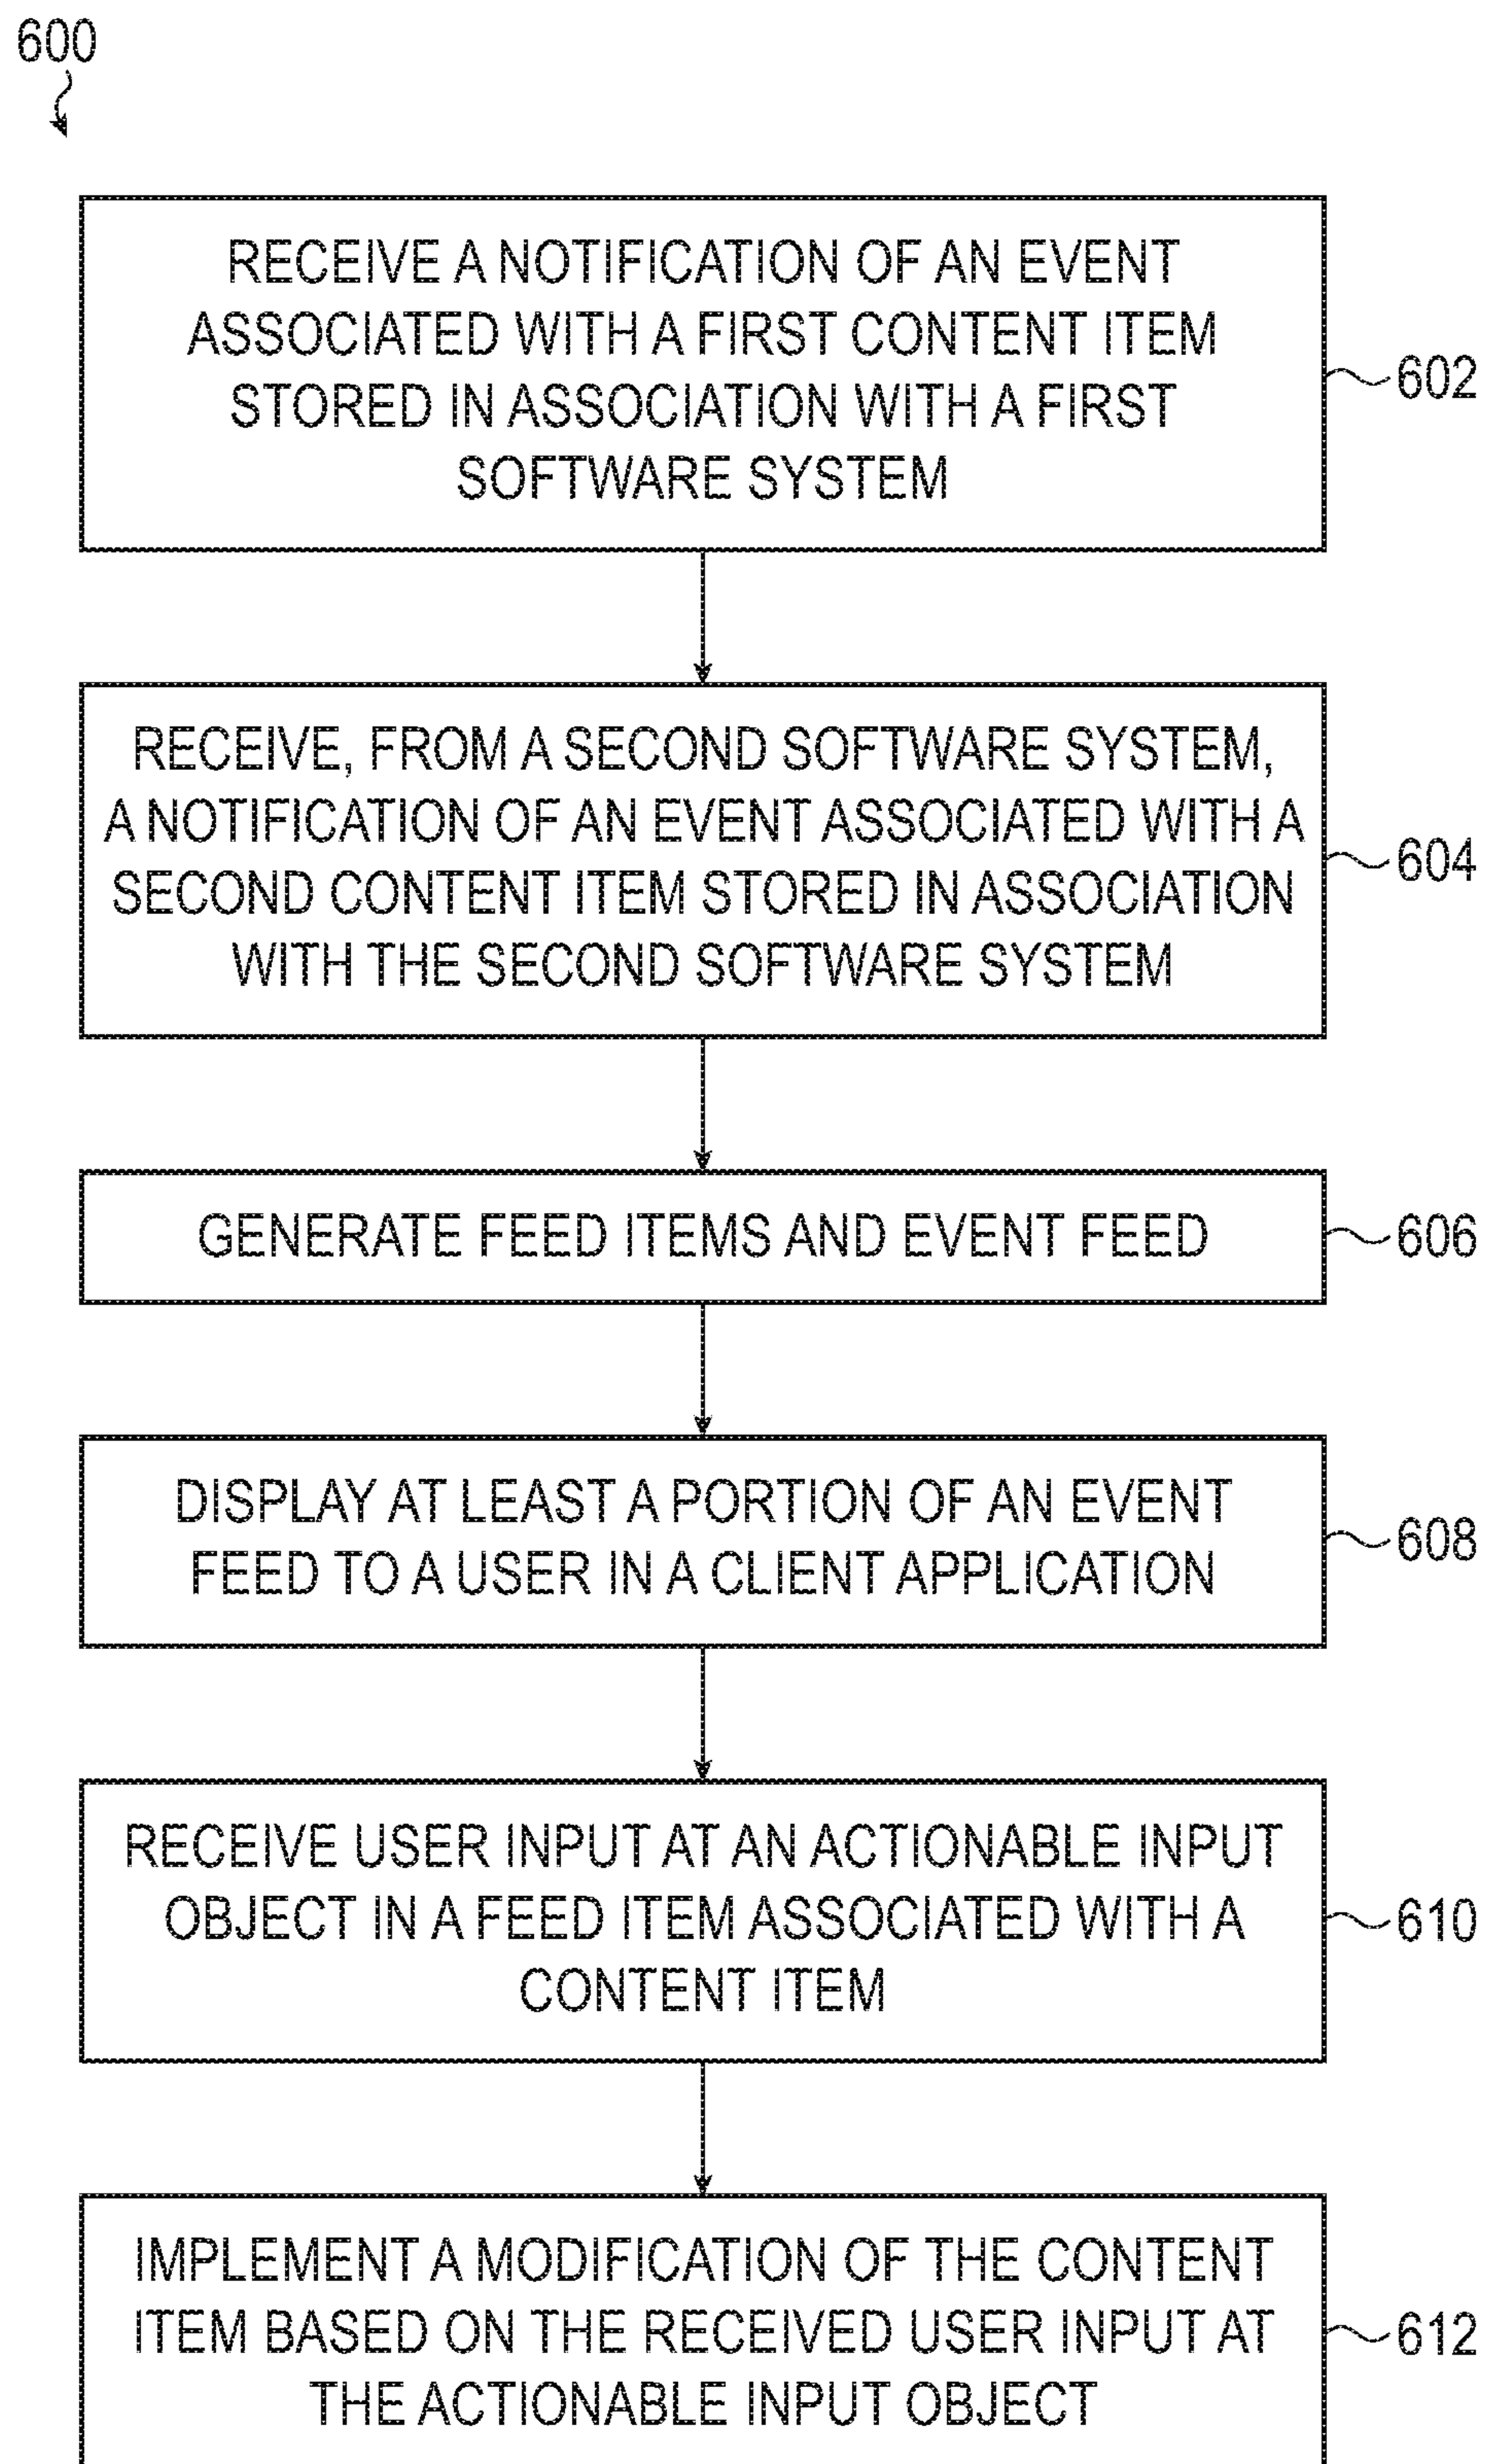 600
RECEIVE A NOTIFICATION OF AN EVENT
ASSOCIATED WITH A FIRST CONTENT ITEM
STORED IN ASSOCIATION WITH A FIRST
SOFTWARE SYSTEM
602
RECEIVE, FROM A SECOND SOFTWARE SYSTEM,
A NOTIFICATION OF AN EVENT ASSOCIATED WITH A
SECOND CONTENT ITEM STORED IN ASSOCIATION
WITH THE SECOND SOFTWARE SYSTEM
604
GENERATE FEED ITEMS AND EVENT FEED
606
DISPLAY AT LEAST A PORTION OF AN EVENT
FEED TO A USER IN A CLIENT APPLICATION
608
RECEIVE USER INPUT AT AN ACTIONABLE INPUT
OBJECT IN A FEED ITEM ASSOCIATED WITH A
CONTENT ITEM
610
IMPLEMENT A MODIFICATION OF THE CONTENT
ITEM BASED ON THE RECEIVED USER INPUT AT
THE ACTIONABLE INPUT OBJECT
612